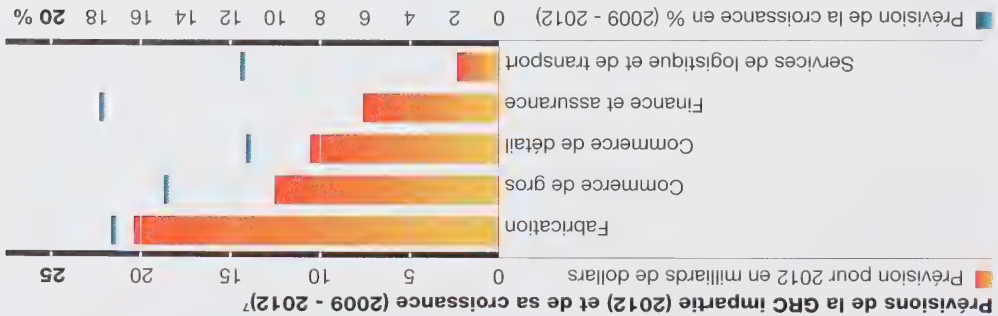 Prévisions de la GRC impartie (2012) et de sa croissance (2009 - 2012)⁷
Prévision pour 2012 en milliards de dollars 0 5 10 15 20 25
Fabrication
Commerce de gros
Commerce de détail
Finance et assurance
Services de logistique et de transport
Prévision de la croissance en % (2009 - 2012) 0 2 4 6 8 10 12 14 16 18 20 %